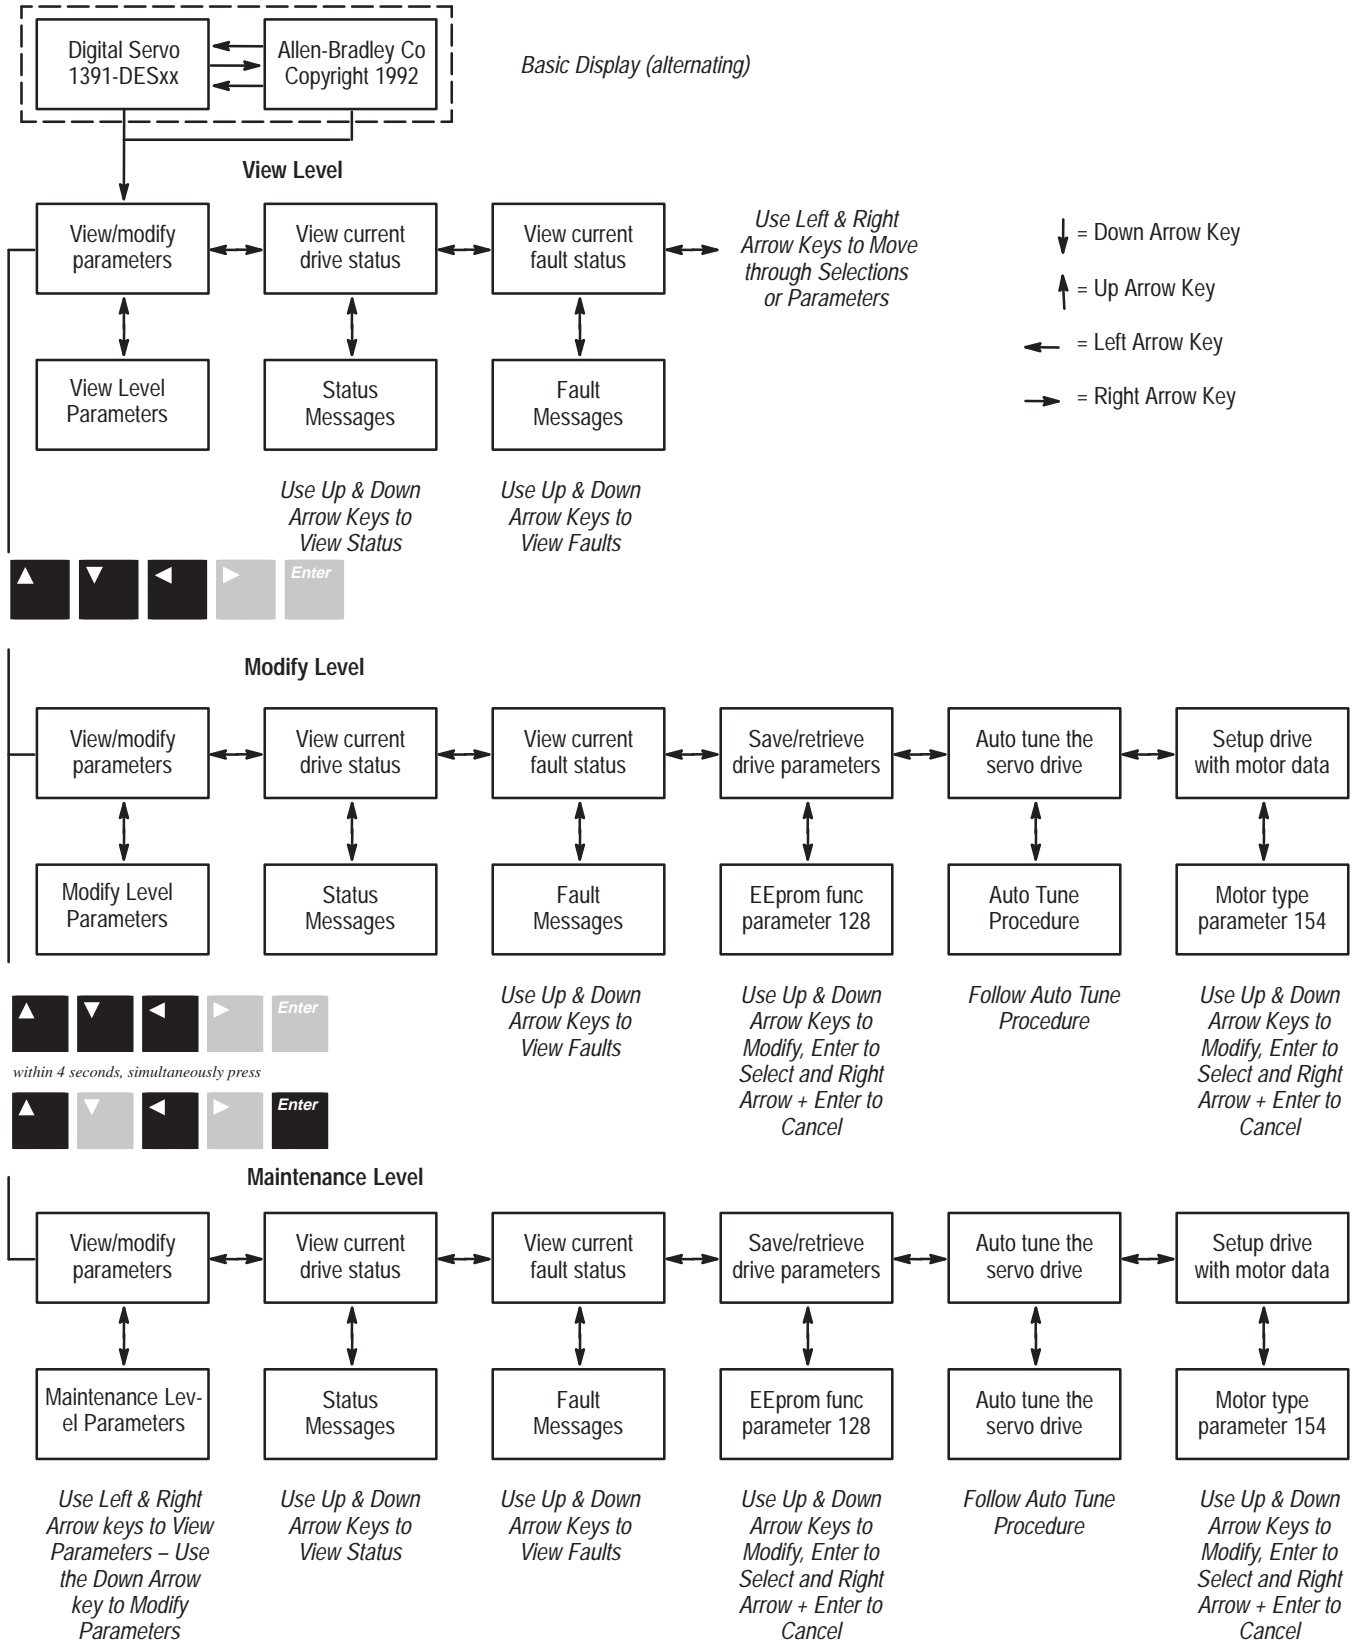 Digital Servo
1391-DESxx
Allen-Bradley Co
Copyright 1992
Basic Display (alternating)
View Level
View/modify
parameters
View current
drive status
View current
fault status
Use Left & Right
Arrow Keys to Move
through Selections
or Parameters
= Down Arrow Key
= Up Arrow Key
= Left Arrow Key
= Right Arrow Key
View Level
Parameters
Status
Messages
Fault
Messages
Use Up & Down
Arrow Keys to
View Status
Use Up & Down
Arrow Keys to
View Faults
Enter
Modify Level
View/modify
parameters
View current
drive status
View current
fault status
Save/retrieve
drive parameters
Auto tune the
servo drive
Setup drive
with motor data
Modify Level
Parameters
Status
Messages
Fault
Messages
EEprom func
parameter 128
Auto Tune
Procedure
Motor type
parameter 154
Use Up & Down
Arrow Keys to
View Faults
Use Up & Down
Arrow Keys to
Modify, Enter to
Select and Right
Arrow + Enter to
Cancel
Follow Auto Tune
Procedure
Use Up & Down
Arrow Keys to
Modify, Enter to
Select and Right
Arrow + Enter to
Cancel
Enter
within 4 seconds, simultaneously press
Enter
Maintenance Level
View/modify
parameters
View current
drive status
View current
fault status
Save/retrieve
drive parameters
Auto tune the
servo drive
Setup drive
with motor data
Maintenance Lev-
el Parameters
Status
Messages
Fault
Messages
EEprom func
parameter 128
Auto tune the
servo drive
Motor type
parameter 154
Use Left & Right
Arrow keys to View
Parameters – Use
the Down Arrow
key to Modify
Parameters
Use Up & Down
Arrow Keys to
View Status
Use Up & Down
Arrow Keys to
View Faults
Use Up & Down
Arrow Keys to
Modify, Enter to
Select and Right
Arrow + Enter to
Cancel
Follow Auto Tune
Procedure
Use Up & Down
Arrow Keys to
Modify, Enter to
Select and Right
Arrow + Enter to
Cancel